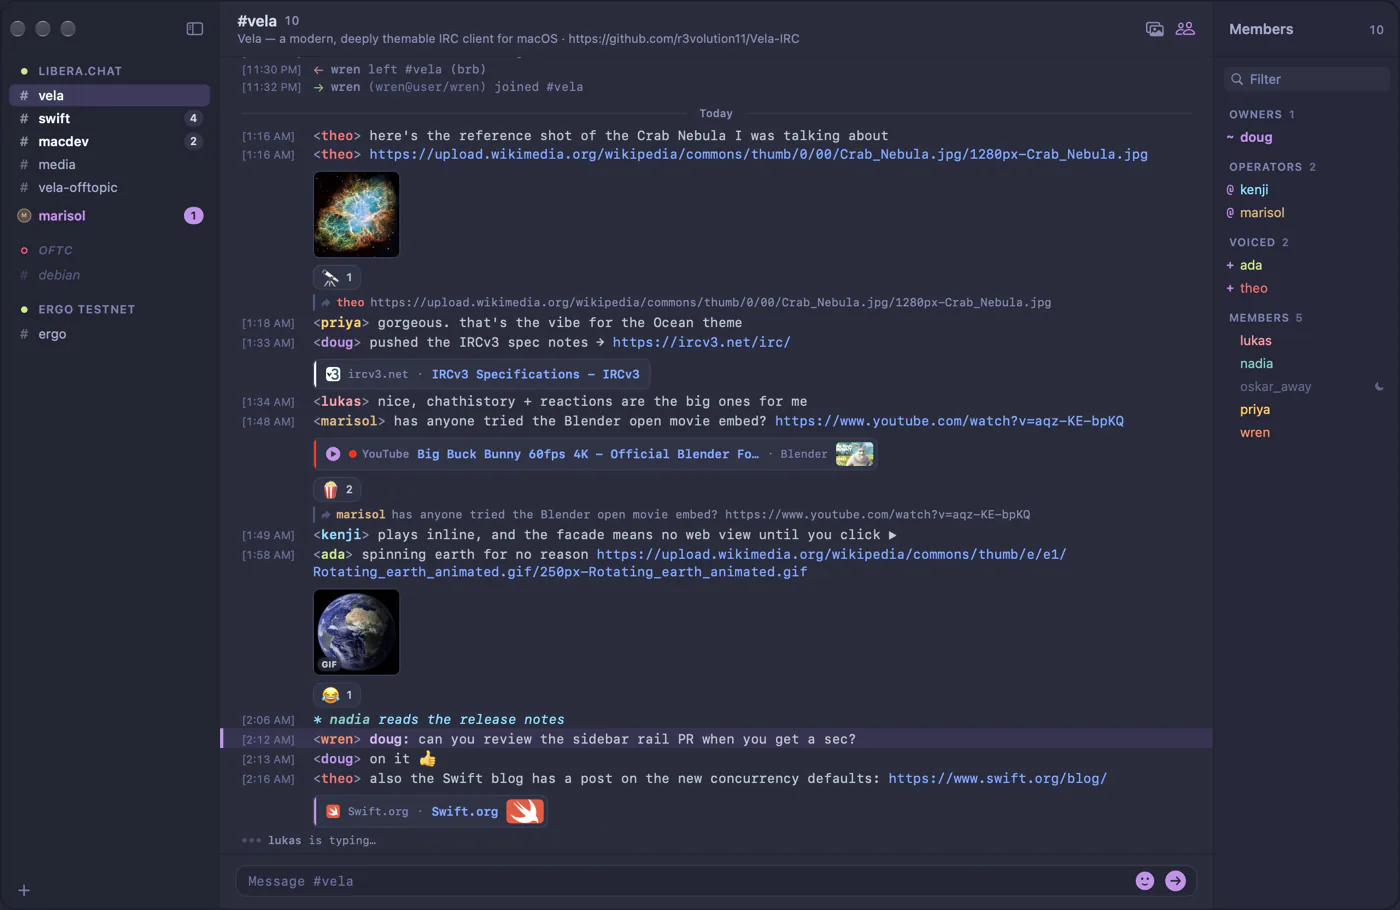 LIBERA.CHAT
# vela
# swift 4
# macdev 2
# media
# vela-offtopic
M marisol 1
OFTC
# debian
ERGO TESTNET
# ergo
#vela 10
Vela — a modern, deeply themable IRC client for macOS · https://github.com/r3volution11/Vela-IRC
[11:30 PM] ← wren left #vela (brb)
[11:32 PM] → wren (wren@user/wren) joined #vela
Today
[1:16 AM] <theo> here's the reference shot of the Crab Nebula I was talking about
[1:16 AM] <theo> https://upload.wikimedia.org/wikipedia/commons/thumb/0/00/Crab_Nebula.jpg/1280px-Crab_Nebula.jpg
🔭 1
theo https://upload.wikimedia.org/wikipedia/commons/thumb/0/00/Crab_Nebula.jpg/1280px-Crab_Nebula.jpg
[1:18 AM] <priya> gorgeous. that's the vibe for the Ocean theme
[1:33 AM] <doug> pushed the IRCv3 spec notes → https://ircv3.net/irc/
v3 ircv3.net · IRCv3 Specifications – IRCv3
[1:34 AM] <lukas> nice, chathistory + reactions are the big ones for me
[1:48 AM] <marisol> has anyone tried the Blender open movie embed? https://www.youtube.com/watch?v=aqz-KE-bpKQ
YouTube Big Buck Bunny 60fps 4K – Official Blender Fo… · Blender
🍿 2
marisol has anyone tried the Blender open movie embed? https://www.youtube.com/watch?v=aqz-KE-bpKQ
[1:49 AM] <kenji> plays inline, and the facade means no web view until you click ▶
[1:58 AM] <ada> spinning earth for no reason https://upload.wikimedia.org/wikipedia/commons/thumb/e/e1/
Rotating_earth_animated.gif/250px-Rotating_earth_animated.gif
GIF
😂 1
[2:06 AM] * nadia reads the release notes
[2:12 AM] <wren> doug: can you review the sidebar rail PR when you get a sec?
[2:13 AM] <doug> on it 👍
[2:16 AM] <theo> also the Swift blog has a post on the new concurrency defaults: https://www.swift.org/blog/
Swift.org · Swift.org
lukas is typing…
Message #vela
Members 10
Filter
OWNERS 1
~ doug
OPERATORS 2
@ kenji
@ marisol
VOICED 2
+ ada
+ theo
MEMBERS 5
lukas
nadia
oskar_away
priya
wren